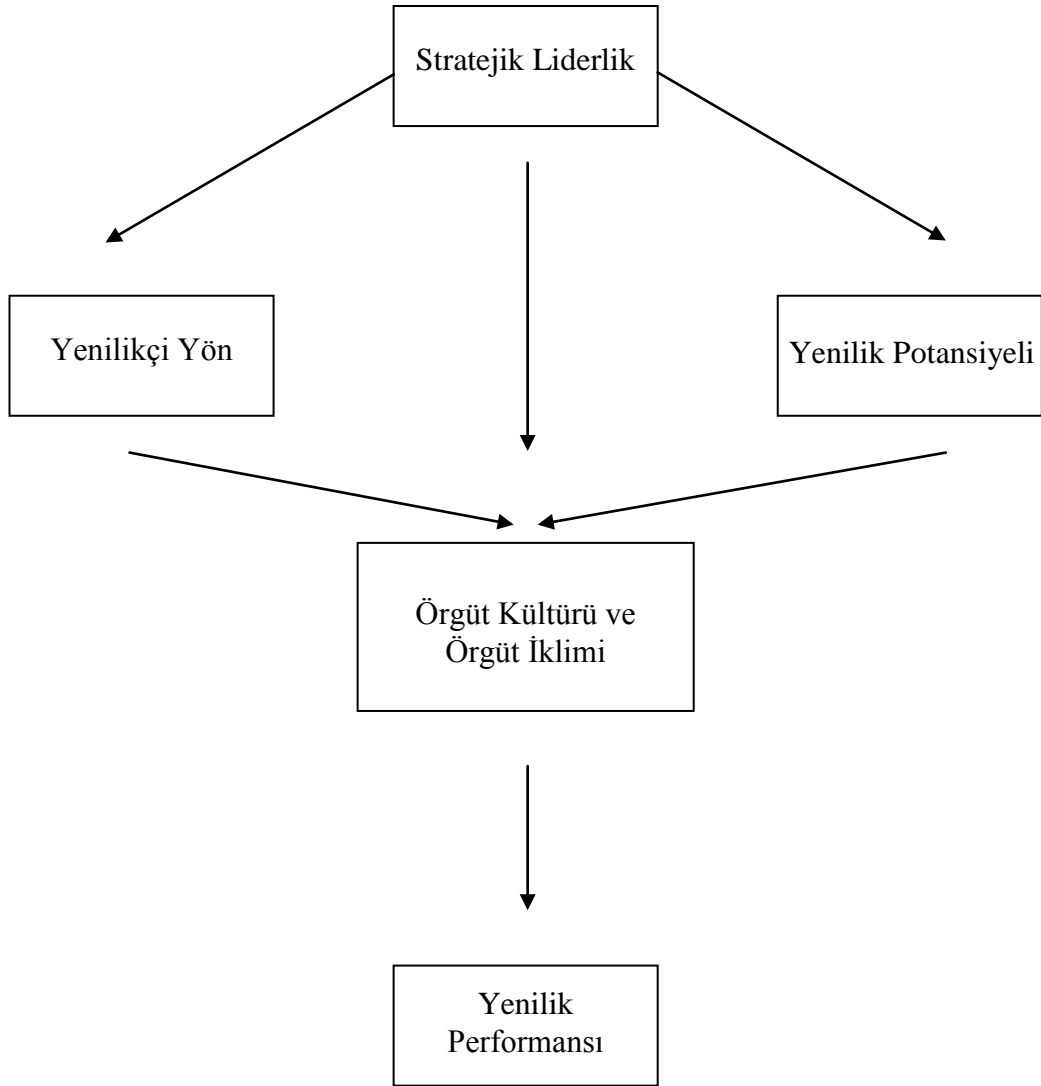 Stratejik Liderlik
Yenilikçi Yön
Yenilik Potansiyeli
Örgüt Kültürü ve
Örgüt İklimi
Yenilik
Performansı